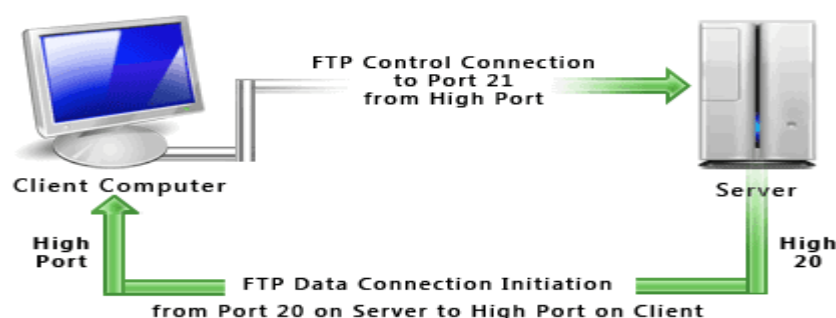 FTP Control Connection
to Port 21
from High Port
Client Computer
Server
High
Port
High
20
FTP Data Connection Initiation
from Port 20 on Server to High Port on Client